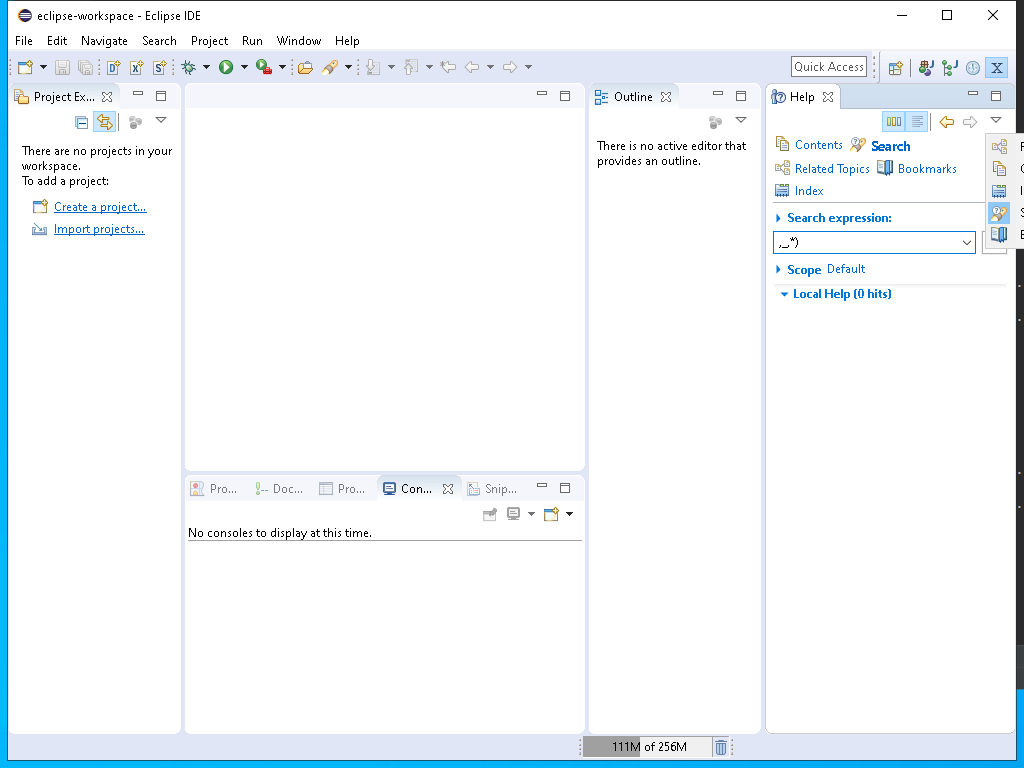 eclipse-workspace - Eclipse IDE
File Edit Navigate Search Project Run Window Help
Quick Access
Project Ex...
Outline
Help
There are no projects in your
workspace.
To add a project:
Create a project...
Import projects...
There is no active editor that
provides an outline.
Contents Search
Related Topics Bookmarks
Index
Search expression:
,_*)
Scope Default
Local Help (0 hits)
Pro... Doc... Pro... Con... Snip...
No consoles to display at this time.
111M of 256M